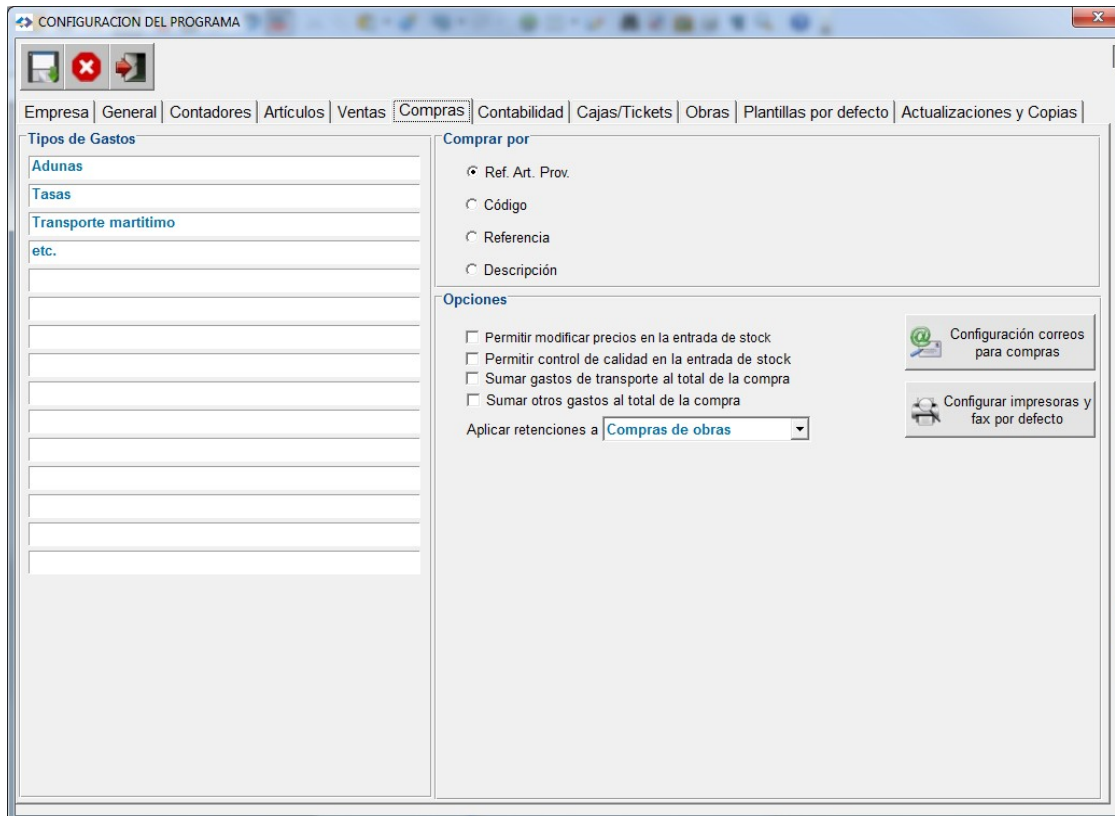 CONFIGURACION DEL PROGRAMA
Empresa General Contadores Artículos Ventas Compras Contabilidad Cajas/Tickets Obras Plantillas por defecto Actualizaciones y Copias
Tipos de Gastos
Adunas
Tasas
Transporte martitimo
etc.
Comprar por
Ref. Art. Prov.
Código
Referencia
Descripción
Opciones
Permitir modificar precios en la entrada de stock
Permitir control de calidad en la entrada de stock
Sumar gastos de transporte al total de la compra
Sumar otros gastos al total de la compra
Aplicar retenciones a Compras de obras
Configuración correos
para compras
Configurar impresoras y
fax por defecto